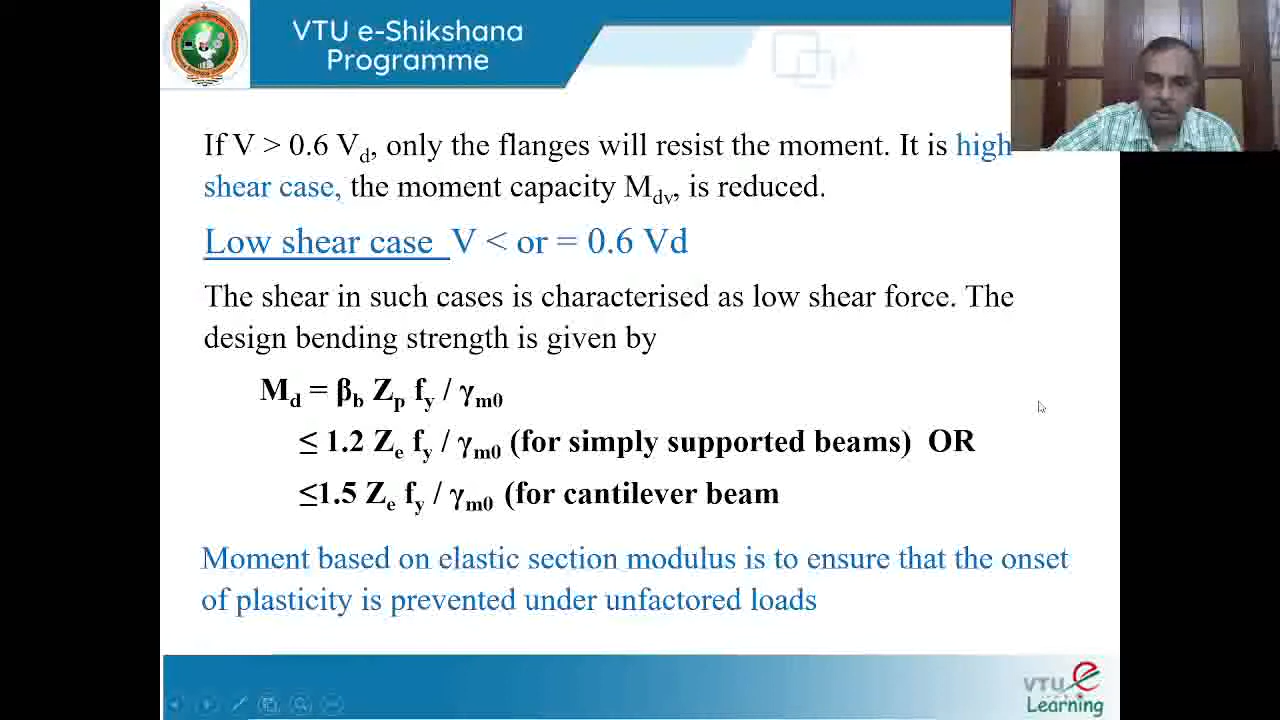 VTU e-Shikshana
Programme
If V > 0.6 Vd, only the flanges will resist the moment. It is high
shear case, the moment capacity Mdv, is reduced.
Low shear case V < or = 0.6 Vd
The shear in such cases is characterised as low shear force. The
design bending strength is given by
Md = βb Zp fy / γm0
≤ 1.2 Ze fy / γm0 (for simply supported beams) OR
≤1.5 Ze fy / γm0 (for cantilever beam
Moment based on elastic section modulus is to ensure that the onset
of plasticity is prevented under unfactored loads
VTU e
Learning